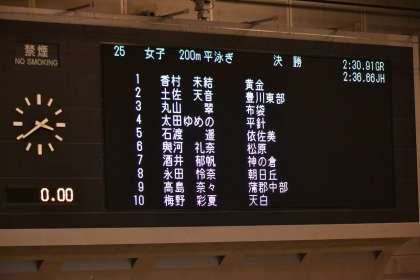 禁煙
NO SMOKING
25 女子 200m平泳ぎ 決勝 2:30.91GR
2:36.66JH
1 香村 未結 黄金
2 土佐 天音 豊川東部
3 丸山 翠 布袋
4 太田ゆめの 平針
5 石渡 遥 依佐美
6 與河 礼奈 松原
7 酒井 郁帆 神の倉
8 永田 怜奈 朝日丘
9 高島 奈々 蒲郡中部
10 梅野 彩夏 天白
0.00